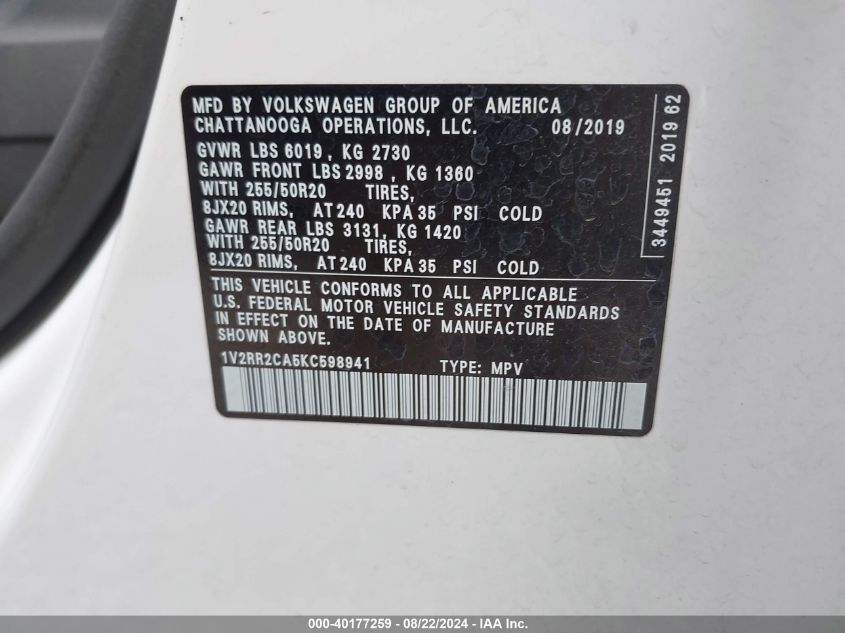 MFD BY VOLKSWAGEN GROUP OF AMERICA
CHATTANOOGA OPERATIONS, LLC. 08/2019
GVWR LBS 6019, KG 2730
GAWR FRONT LBS 2998, KG 1360
WITH 255/50R20 TIRES,
8JX20 RIMS, AT 240 KPA 35 PSI COLD
GAWR REAR LBS 3131, KG 1420
WITH 255/50R20 TIRES,
8JX20 RIMS, AT 240 KPA 35 PSI COLD
THIS VEHICLE CONFORMS TO ALL APPLICABLE
U.S. FEDERAL MOTOR VEHICLE SAFETY STANDARDS
IN EFFECT ON THE DATE OF MANUFACTURE
SHOWN ABOVE.
1V2RR2CA5KC598941 TYPE: MPV
3449451 2019 62
000-40177259 - 08/22/2024 - IAA Inc.